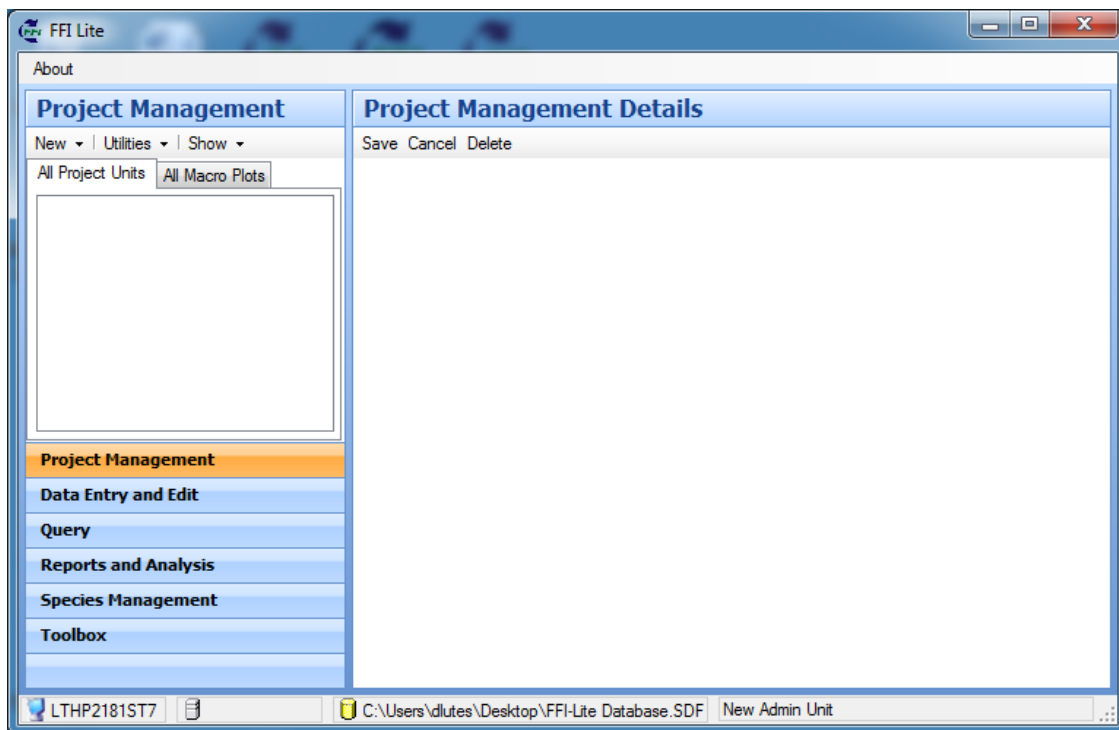 FFI Lite
About
Project Management
Project Management Details
New Utilities Show
Save Cancel Delete
All Project Units All Macro Plots
Project Management
Data Entry and Edit
Query
Reports and Analysis
Species Management
Toolbox
LTHP2181ST7 C:\Users\dlutes\Desktop\FFI-Lite Database.SDF New Admin Unit